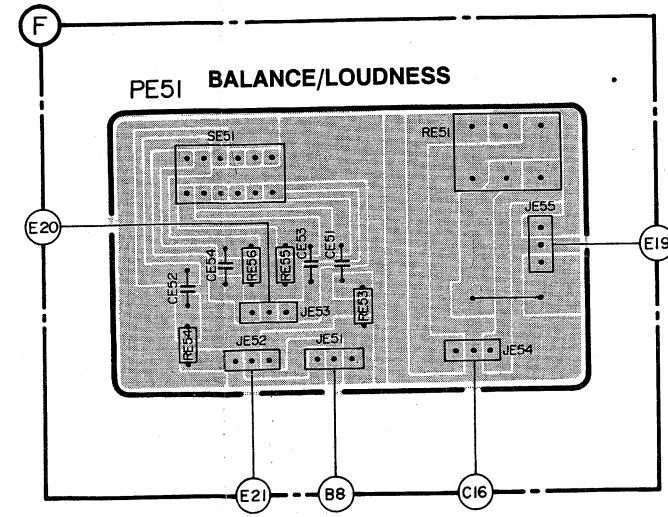 F
PE51 BALANCE/LOUDNESS
SE51
RE51
JE55
E20
E19
CE52
CE54
RE56
RE55
CE53
CE51
RE53
JE53
RE54
JE52
JE51
JE54
E21
B8
C16